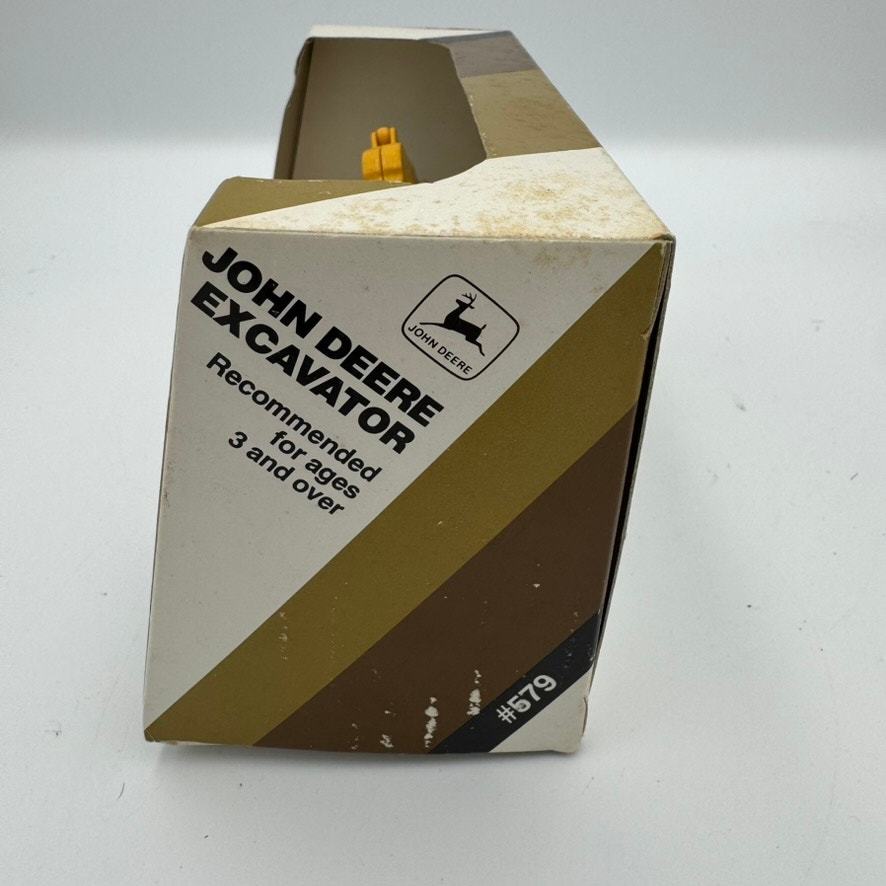 JOHN DEERE
EXCAVATOR
Recommended
for ages
3 and over
JOHN DEERE
#579